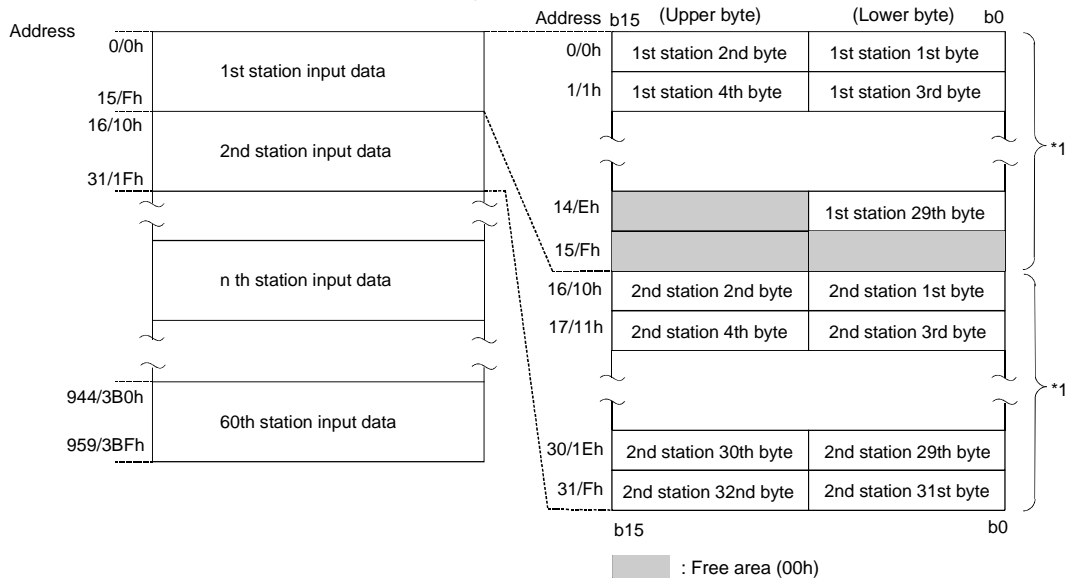 Address
0/0h
1st station input data
15/Fh
16/10h
2nd station input data
31/1Fh
n th station input data
944/3B0h
60th station input data
959/3BFh
Address b15 (Upper byte) (Lower byte) b0
0/0h 1st station 2nd byte 1st station 1st byte
1/1h 1st station 4th byte 1st station 3rd byte
*1
14/Eh 1st station 29th byte
15/Fh
16/10h 2nd station 2nd byte 2nd station 1st byte
17/11h 2nd station 4th byte 2nd station 3rd byte
*1
30/1Eh 2nd station 30th byte 2nd station 29th byte
31/Fh 2nd station 32nd byte 2nd station 31st byte
b15 b0
: Free area (00h)